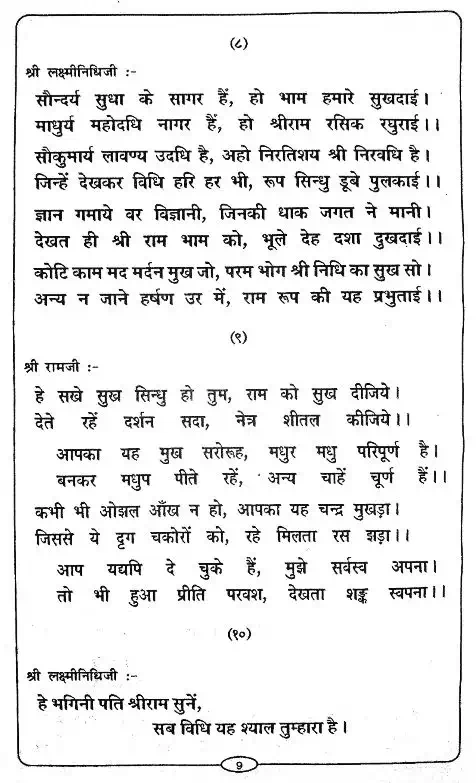 (८)
श्री लक्ष्मीनिधिजी :-
सौन्दर्य सुधा के सागर हैं, हो भाम हमारे सुखदाई।
माधुर्य महोदधि नागर हैं, हो श्रीराम रसिक रघुराई।।
सौकुमार्य लावण्य उदधि है, अहो निरतिशय श्री निरवधि है।
जिन्हें देखकर विधि हरि हर भी, रूप सिन्धु डूबे पुलकाई।।
ज्ञान गमाये वर विज्ञानी, जिनकी धाक जगत ने मानी।
देखत ही श्री राम भाम को, भूले देह दशा दुखदाई।।
कोटि काम मद मर्दन मुख जो, परम भोग श्री निधि का सुख सो।
अन्य न जाने हर्षण उर में, राम रूप की यह प्रभुताई।।
(९)
श्री रामजी :-
हे सखे सुख सिन्धु हो तुम, राम को सुख दीजिये।
देते रहें दर्शन सदा, नेत्र शीतल कीजिये।।
आपका यह मुख सरोरूह, मधुर मधु परिपूर्ण है।
बनकर मधुप पीते रहें, अन्य चाहें चूर्ण हैं।।
कभी भी ओझल आँख न हो, आपका यह चन्द्र मुखड़ा।
जिससे ये दृग चकोरों को, रहे मिलता रस झड़ा।।
आप यद्यपि दे चुके हैं, मुझे सर्वस्व अपना।
तो भी हुआ प्रीति परवश, देखता शङ्क स्वपना।।
(१०)
श्री लक्ष्मीनिधिजी :-
हे भगिनी पति श्रीराम सुनें,
सब विधि यह श्याल तुम्हारा है।
9